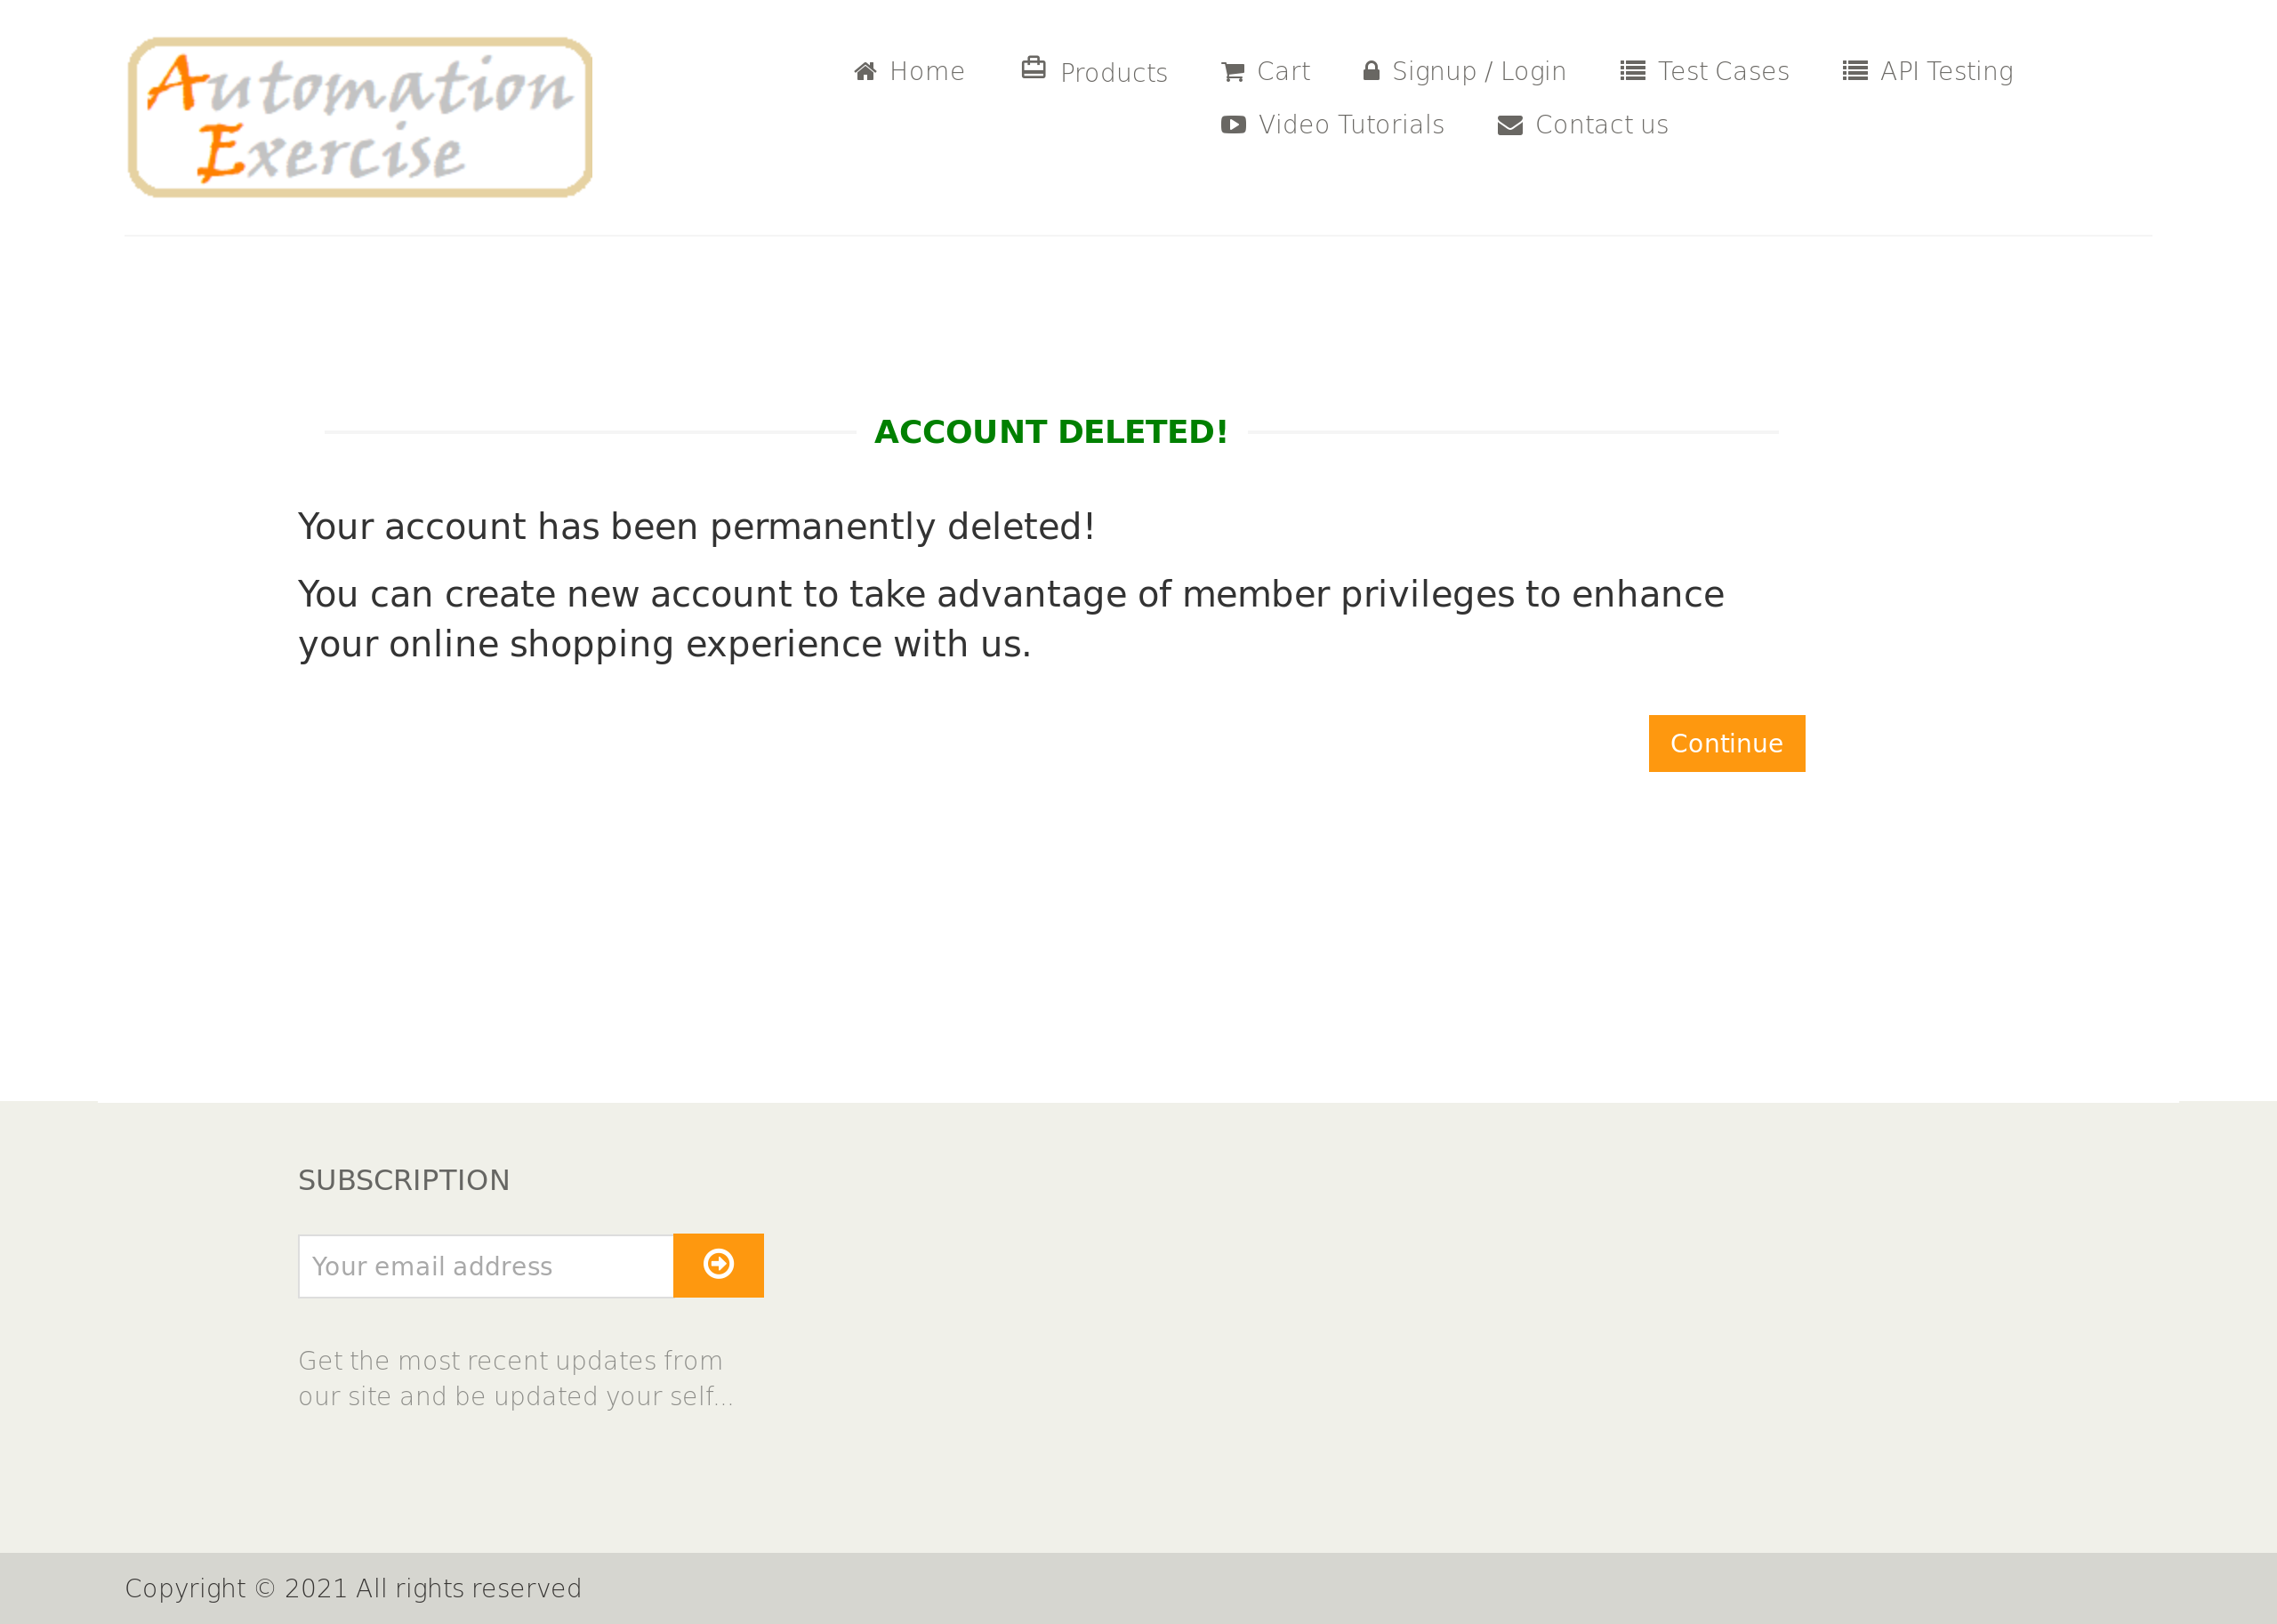 Automation
Exercise
Home Products Cart Signup / Login Test Cases API Testing
Video Tutorials Contact us
ACCOUNT DELETED!
Your account has been permanently deleted!
You can create new account to take advantage of member privileges to enhance
your online shopping experience with us.
Continue
SUBSCRIPTION
Your email address
Get the most recent updates from
our site and be updated your self...
Copyright © 2021 All rights reserved